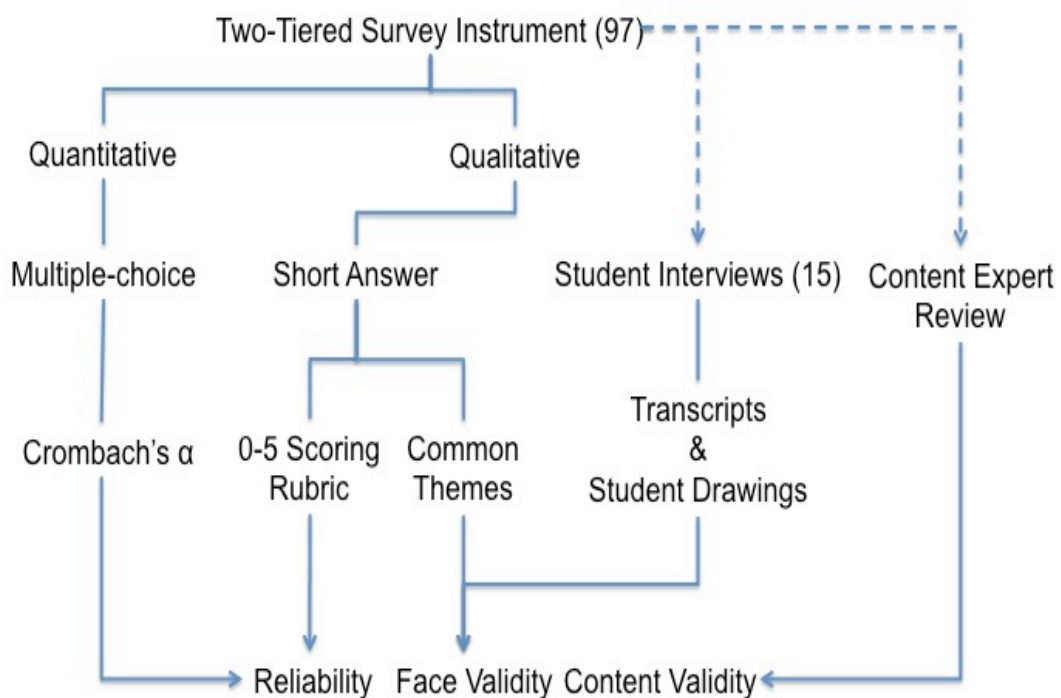 Two-Tiered Survey Instrument (97)
Quantitative
Qualitative
Multiple-choice
Short Answer
Student Interviews (15)
Content Expert
Review
Crombach's α
0-5 Scoring
Rubric
Common
Themes
Transcripts
&
Student Drawings
Reliability
Face Validity
Content Validity